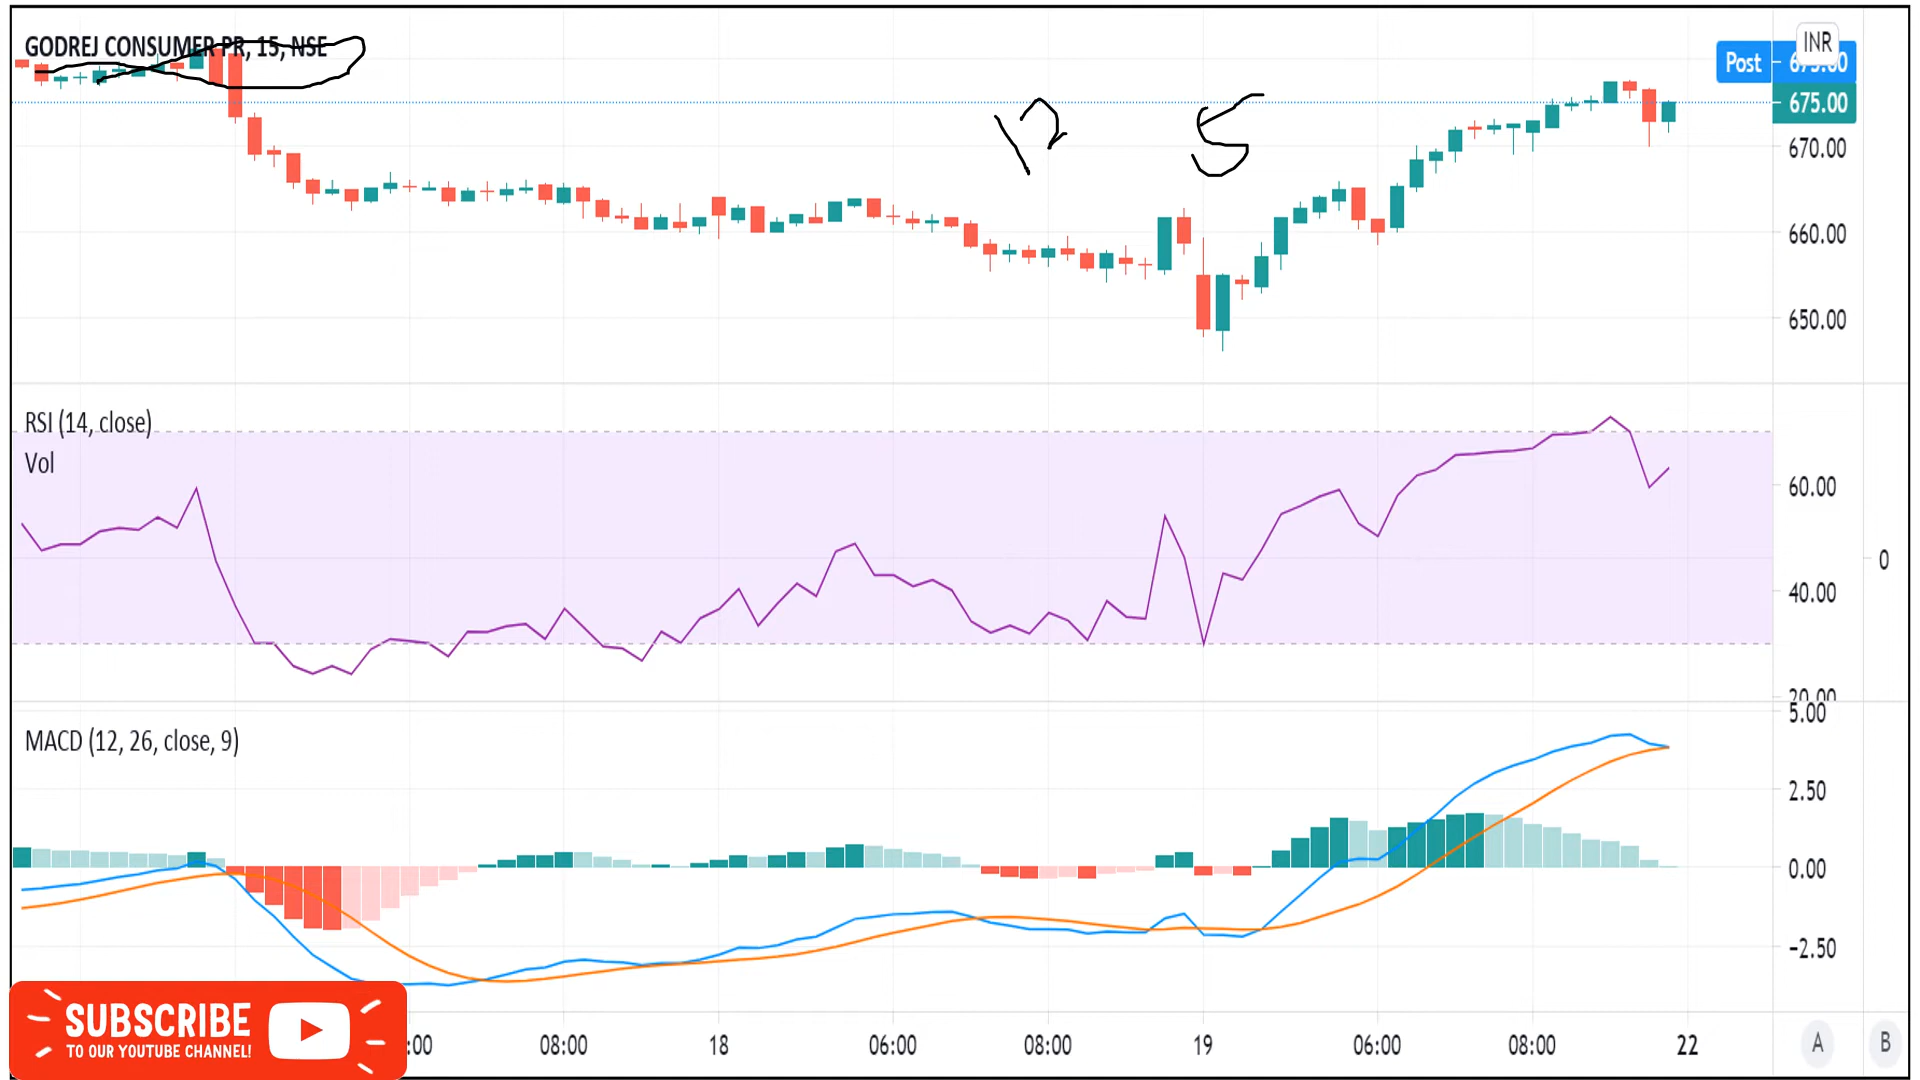 GODREJ CONSUMER PR, 15, NSE
INR
Post 675.00
675.00
12 5
670.00
660.00
650.00
RSI (14, close)
Vol
60.00
0
40.00
20.00
5.00
MACD (12, 26, close, 9)
2.50
0.00
−2.50
SUBSCRIBE
TO OUR YOUTUBE CHANNEL!
:00 08:00 18 06:00 08:00 19 06:00 08:00 22 A B